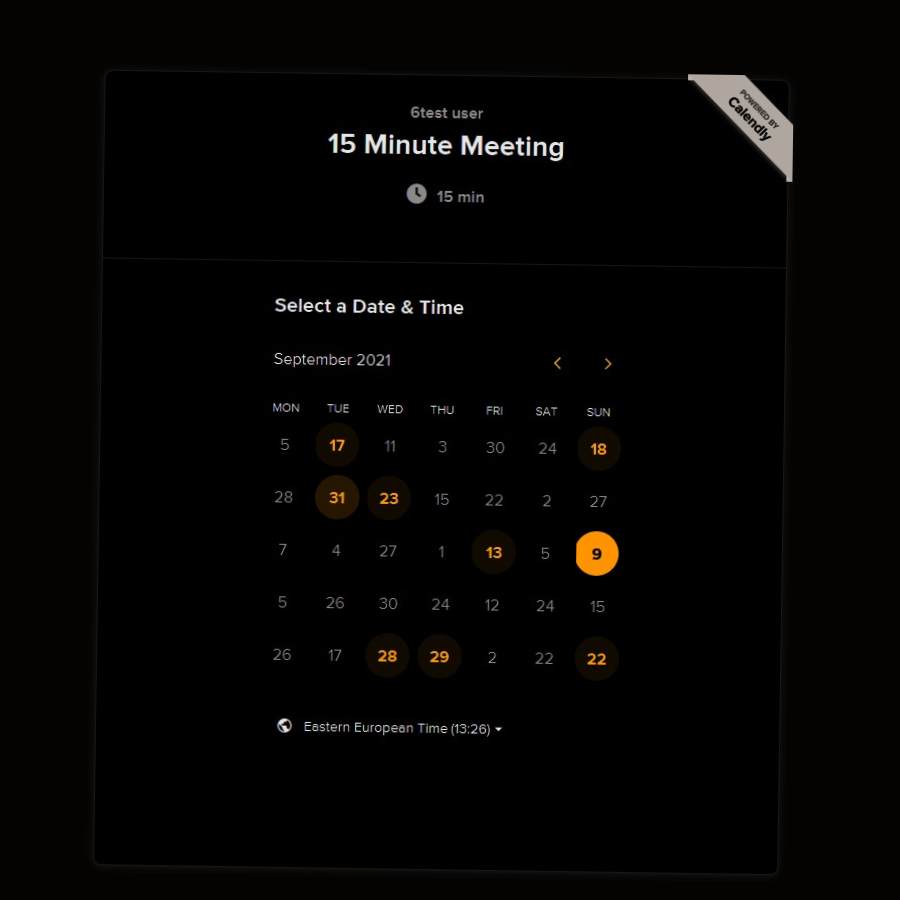 POWERED BY
Calendly
6test user
15 Minute Meeting
15 min
Select a Date & Time
September 2021
MON TUE WED THU FRI SAT SUN
5 17 11 3 30 24 18
28 31 23 15 22 2 27
7 4 27 1 13 5 9
5 26 30 24 12 24 15
26 17 28 29 2 22 22
Eastern European Time (13:26)